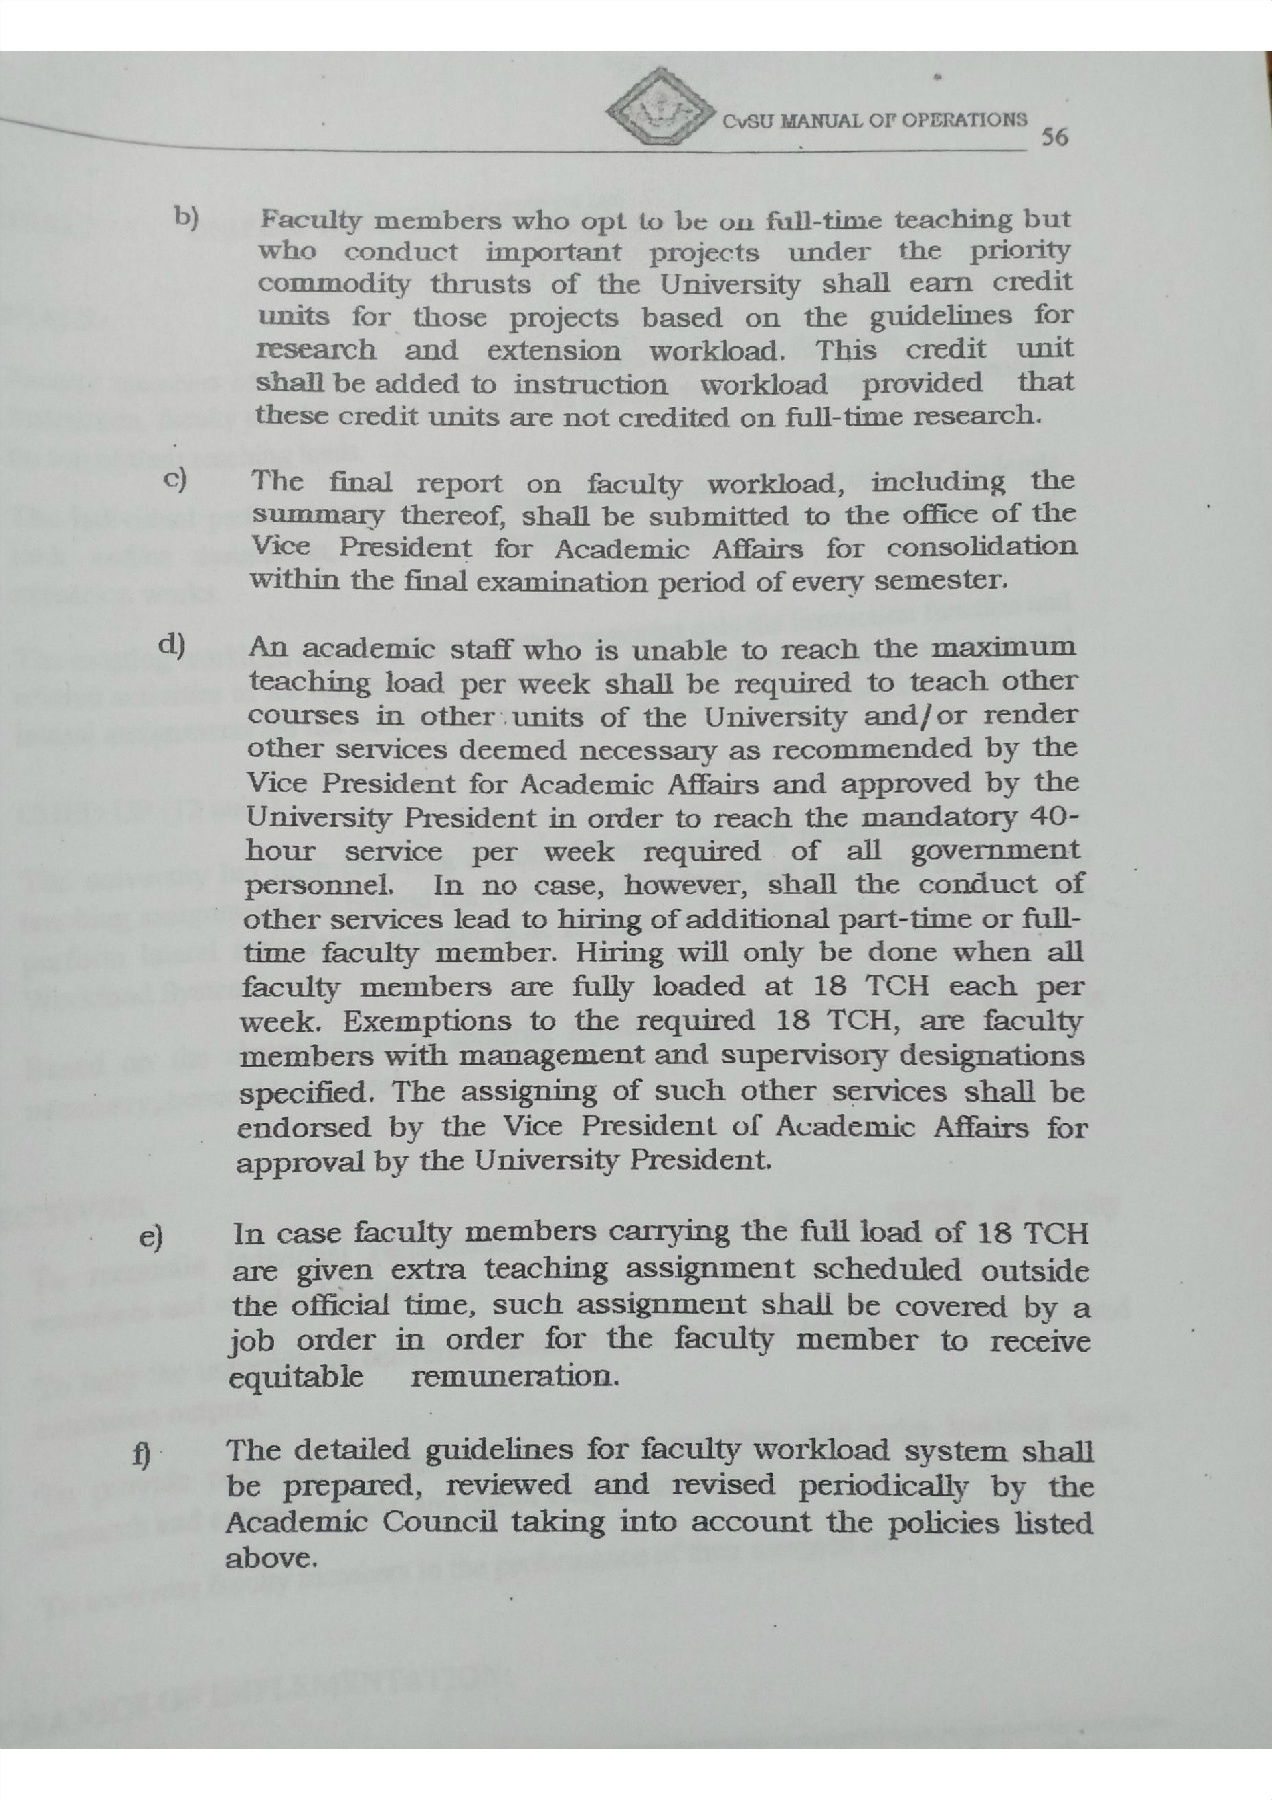 CvSU MANUAL OF OPERATIONS
56
b) Faculty members who opt to be on full-time teaching but
who conduct important projects under the priority
commodity thrusts of the University shall earn credit
units for those projects based on the guidelines for
research and extension workload. This credit unit
shall be added to instruction workload provided that
these credit units are not credited on full-time research.
c) The final report on faculty workload, including the
summary thereof, shall be submitted to the office of the
Vice President for Academic Affairs for consolidation
within the final examination period of every semester.
d) An academic staff who is unable to reach the maximum
teaching load per week shall be required to teach other
courses in other units of the University and/or render
other services deemed necessary as recommended by the
Vice President for Academic Affairs and approved by the
University President in order to reach the mandatory 40-
hour service per week required of all government
personnel. In no case, however, shall the conduct of
other services lead to hiring of additional part-time or full-
time faculty member. Hiring will only be done when all
faculty members are fully loaded at 18 TCH each per
week. Exemptions to the required 18 TCH, are faculty
members with management and supervisory designations
specified. The assigning of such other services shall be
endorsed by the Vice President of Academic Affairs for
approval by the University President.
e) In case faculty members carrying the full load of 18 TCH
are given extra teaching assignment scheduled outside
the official time, such assignment shall be covered by a
job order in order for the faculty member to receive
equitable remuneration.
f) The detailed guidelines for faculty workload system shall
be prepared, reviewed and revised periodically by the
Academic Council taking into account the policies listed
above.